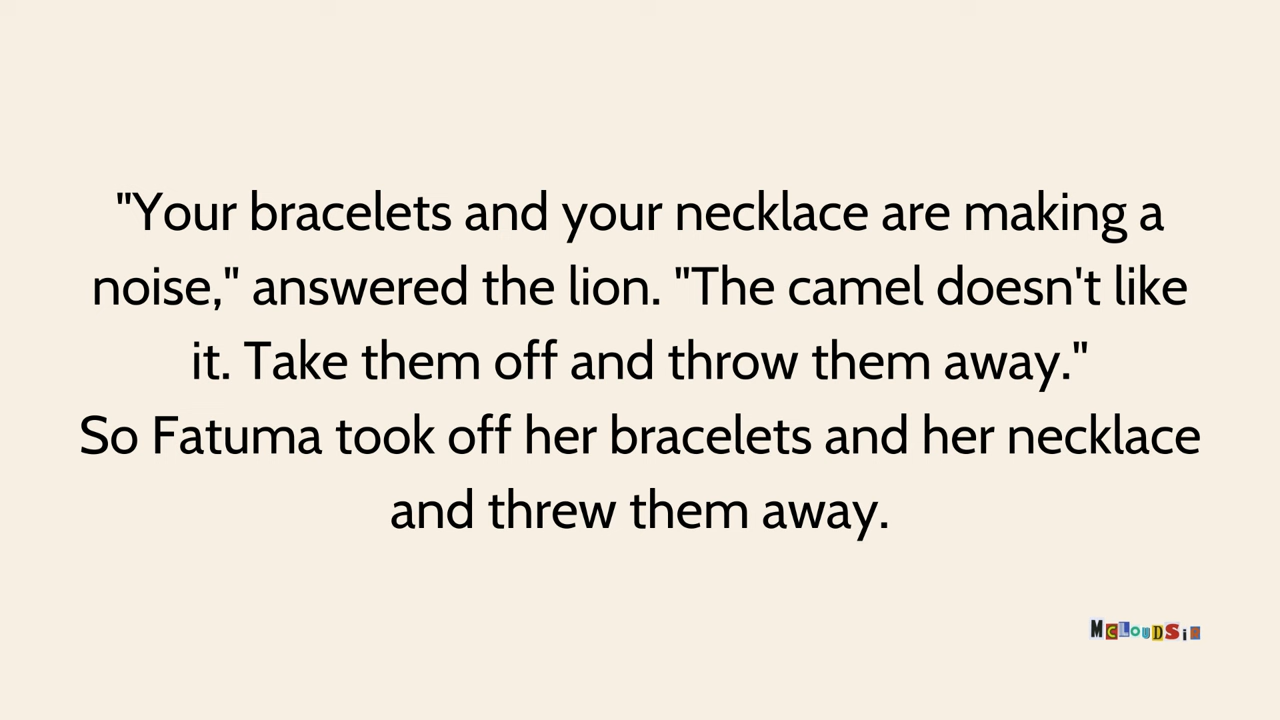 "Your bracelets and your necklace are making a
noise," answered the lion. "The camel doesn't like
it. Take them off and throw them away."
So Fatuma took off her bracelets and her necklace
and threw them away.